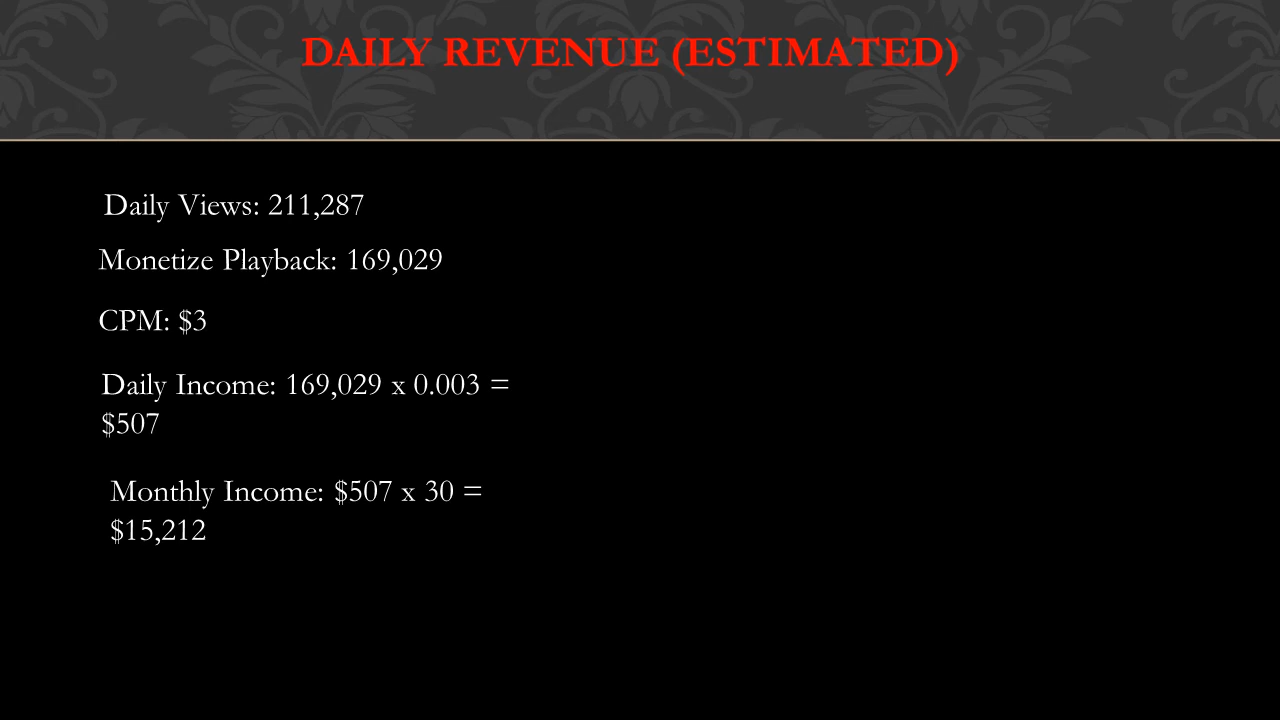 DAILY REVENUE (ESTIMATED)
Daily Views: 211,287
Monetize Playback: 169,029
CPM: $3
Daily Income: 169,029 x 0.003 =
$507
Monthly Income: $507 x 30 =
$15,212